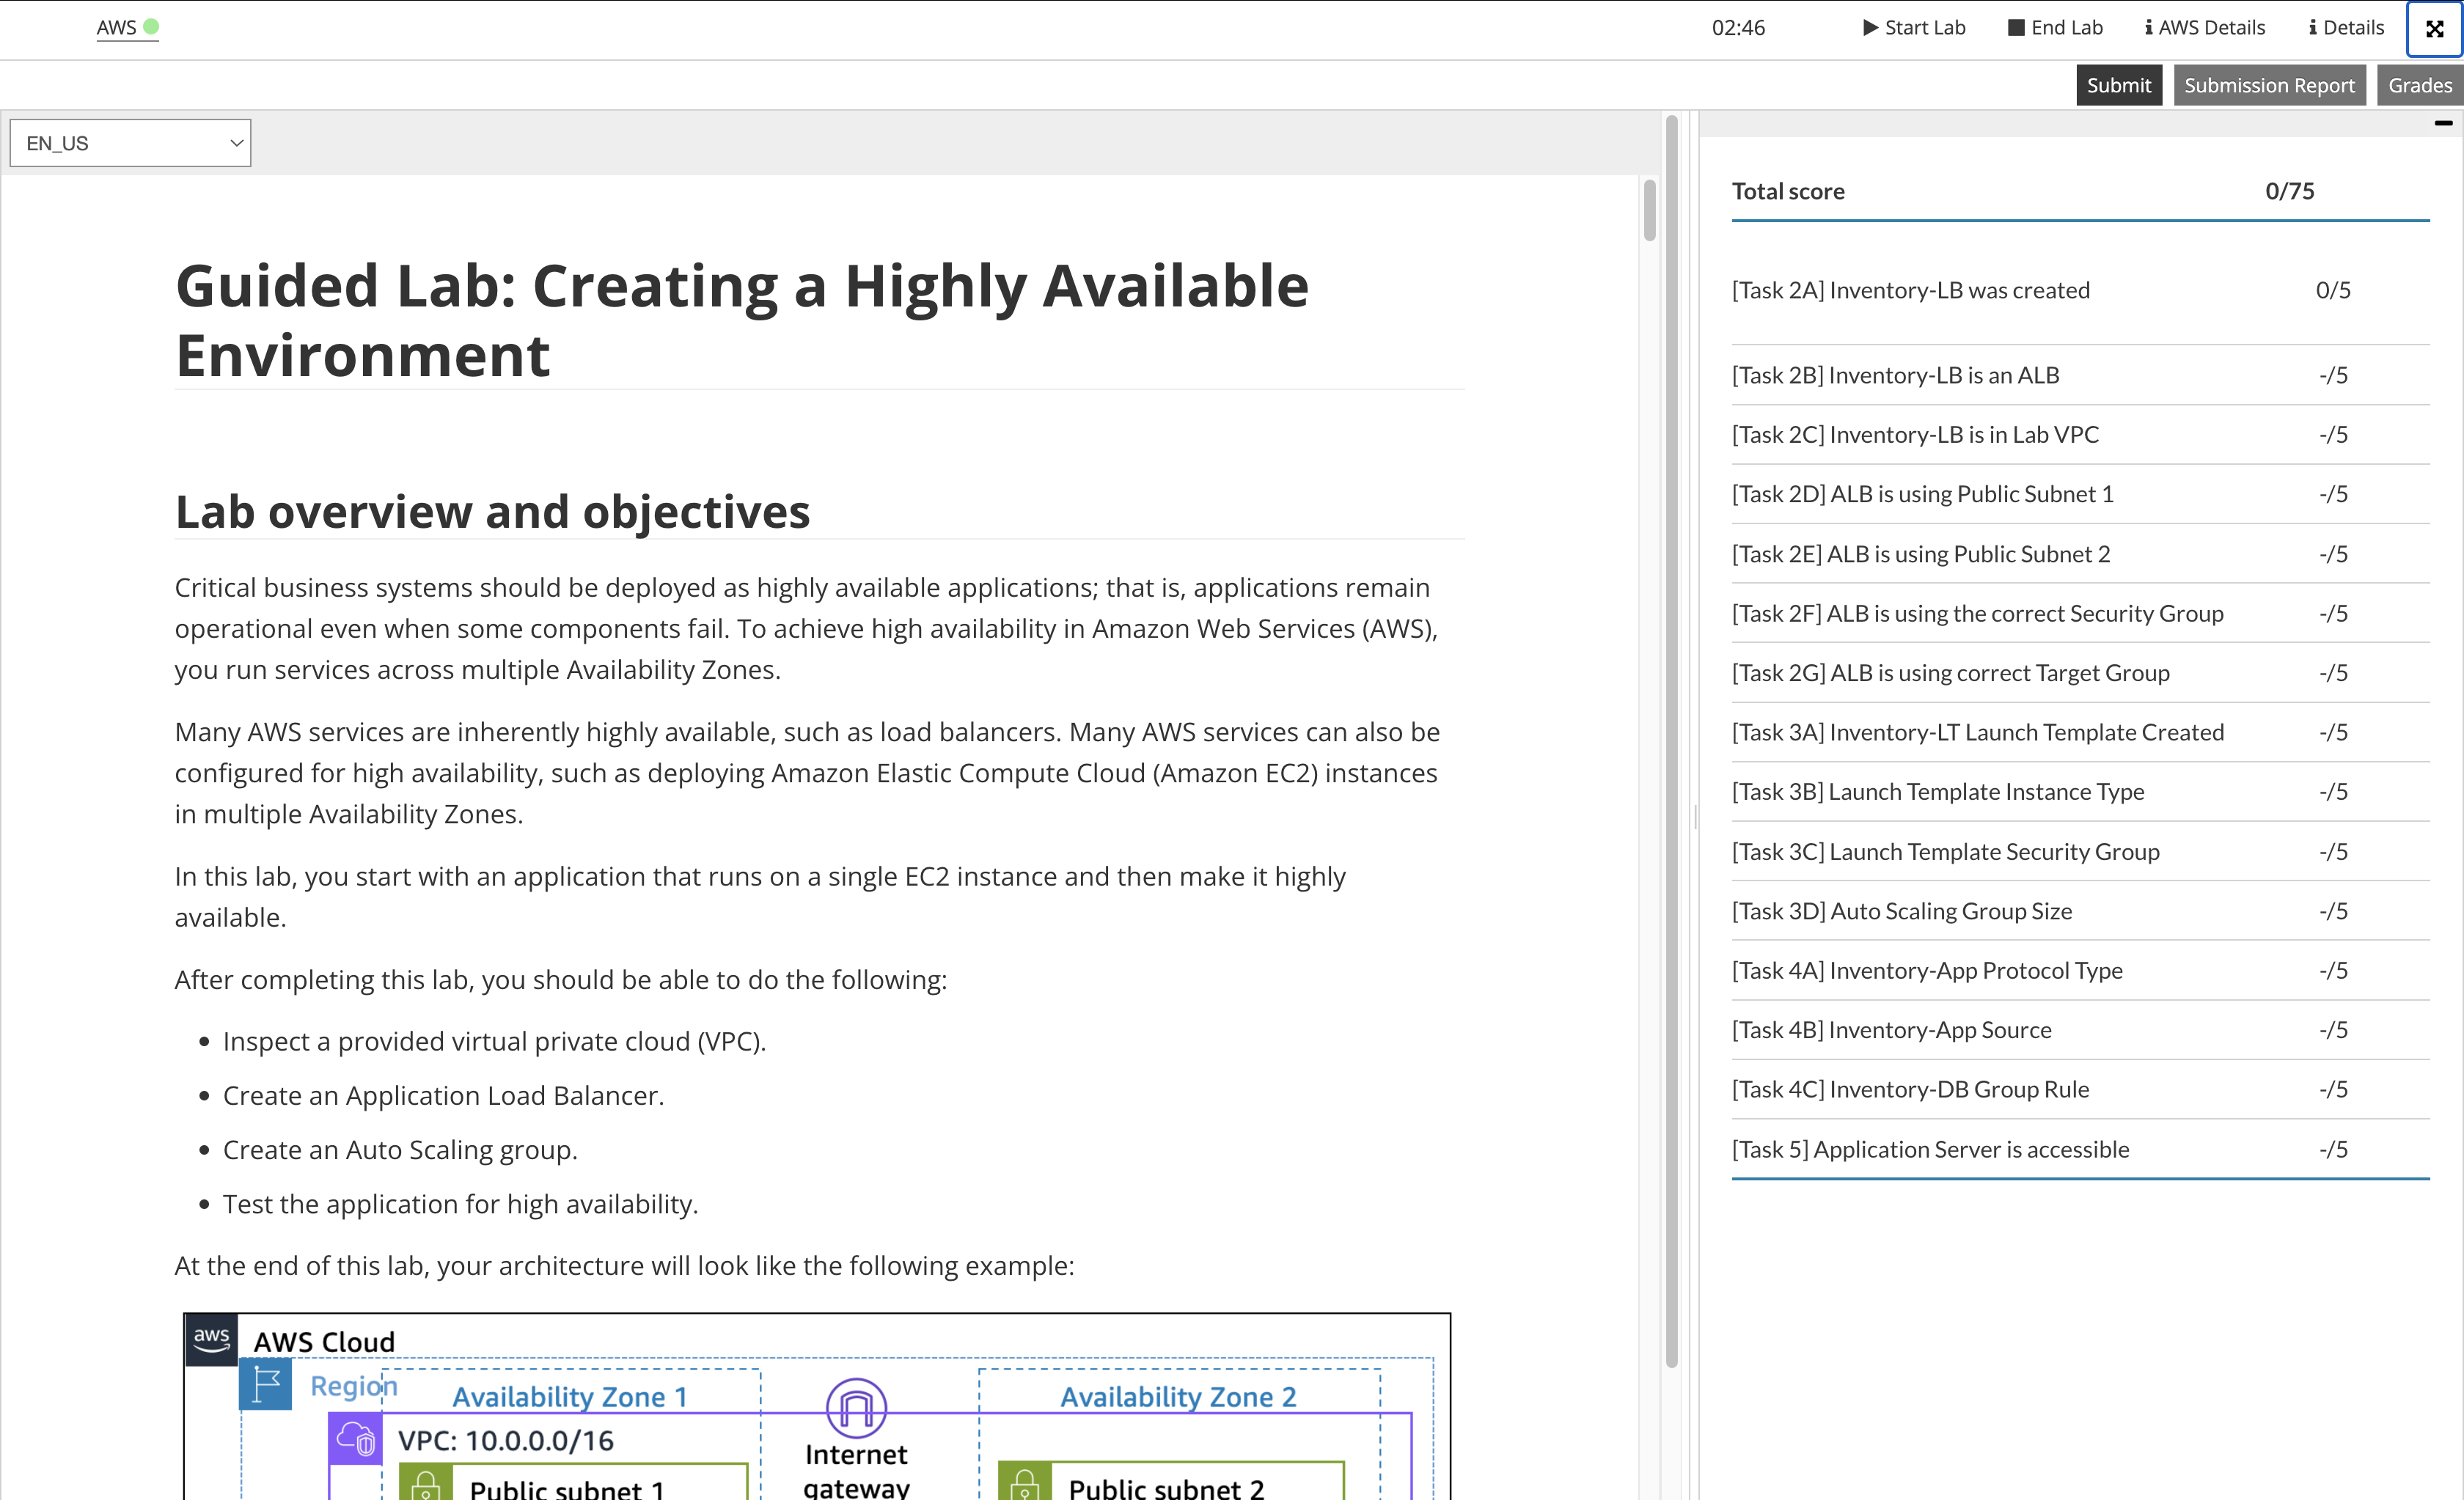 AWS
02:46
Start Lab
End Lab
AWS Details
Details
Submit
Submission Report
Grades
EN_US
Guided Lab: Creating a Highly Available
Environment
Lab overview and objectives
Critical business systems should be deployed as highly available applications; that is, applications remain
operational even when some components fail. To achieve high availability in Amazon Web Services (AWS),
you run services across multiple Availability Zones.
Many AWS services are inherently highly available, such as load balancers. Many AWS services can also be
configured for high availability, such as deploying Amazon Elastic Compute Cloud (Amazon EC2) instances
in multiple Availability Zones.
In this lab, you start with an application that runs on a single EC2 instance and then make it highly
available.
After completing this lab, you should be able to do the following:
• Inspect a provided virtual private cloud (VPC).
• Create an Application Load Balancer.
• Create an Auto Scaling group.
• Test the application for high availability.
At the end of this lab, your architecture will look like the following example:
aws
AWS Cloud
Region
Availability Zone 1
Availability Zone 2
VPC: 10.0.0.0/16
Internet
gateway
Public subnet 1
Public subnet 2
Total score 0/75
[Task 2A] Inventory-LB was created 0/5
[Task 2B] Inventory-LB is an ALB -/5
[Task 2C] Inventory-LB is in Lab VPC -/5
[Task 2D] ALB is using Public Subnet 1 -/5
[Task 2E] ALB is using Public Subnet 2 -/5
[Task 2F] ALB is using the correct Security Group -/5
[Task 2G] ALB is using correct Target Group -/5
[Task 3A] Inventory-LT Launch Template Created -/5
[Task 3B] Launch Template Instance Type -/5
[Task 3C] Launch Template Security Group -/5
[Task 3D] Auto Scaling Group Size -/5
[Task 4A] Inventory-App Protocol Type -/5
[Task 4B] Inventory-App Source -/5
[Task 4C] Inventory-DB Group Rule -/5
[Task 5] Application Server is accessible -/5